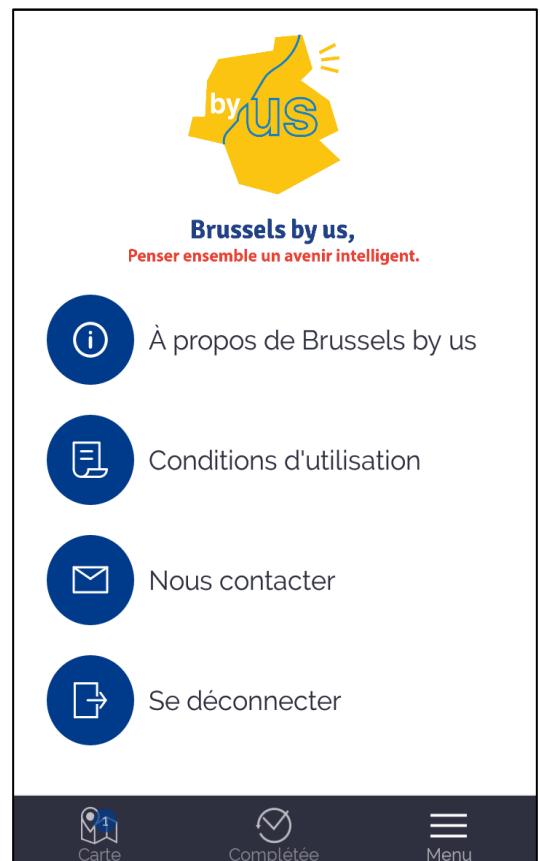 by us
Brussels by us,
Penser ensemble un avenir intelligent.
À propos de Brussels by us
Conditions d'utilisation
Nous contacter
Se déconnecter
1
Carte
Complétée
Menu